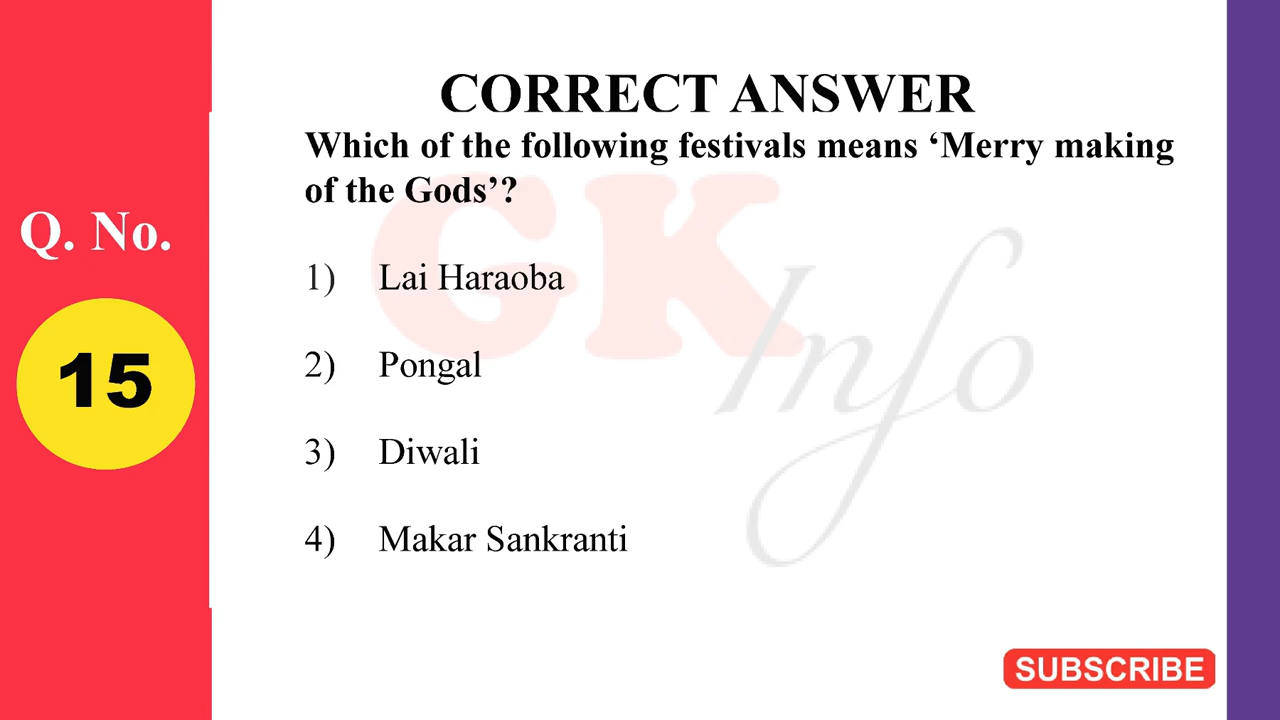 CORRECT ANSWER
Which of the following festivals means ‘Merry making
of the Gods’?
Q. No.
15
GK
Info
1) Lai Haraoba
2) Pongal
3) Diwali
4) Makar Sankranti
SUBSCRIBE